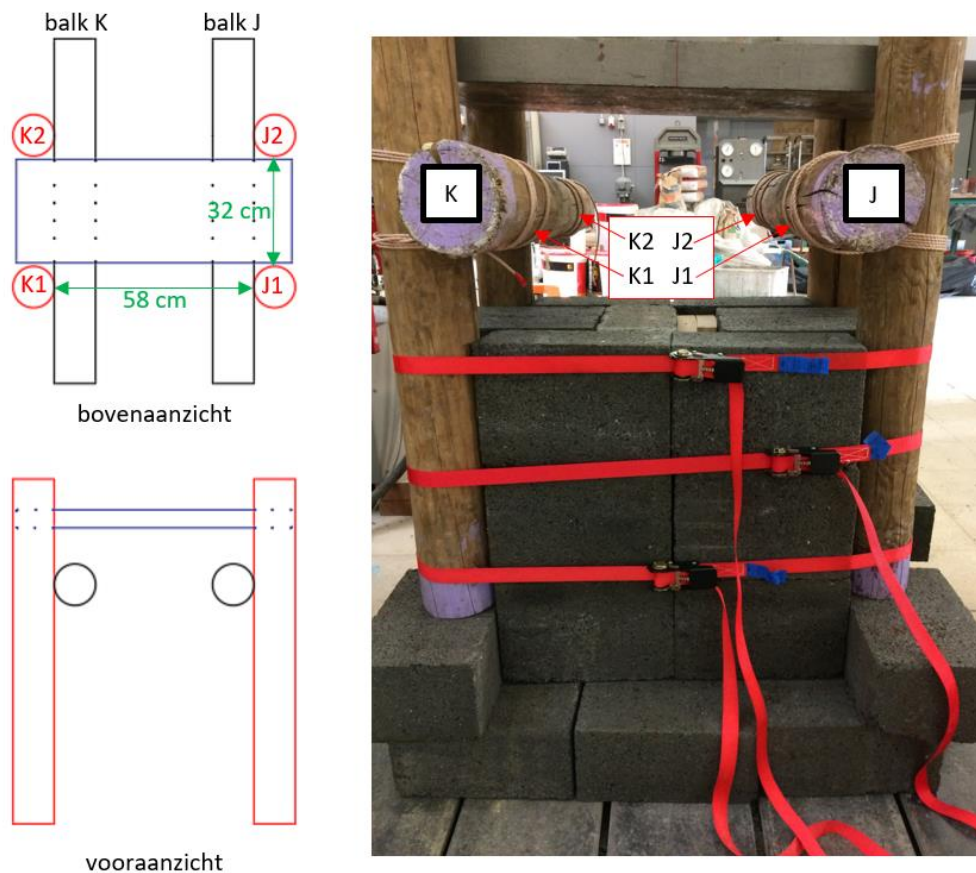 balk K
balk J
K2
J2
32 cm
K1
J1
58 cm
bovenaanzicht
vooraanzicht
K
J
K2 J2
K1 J1